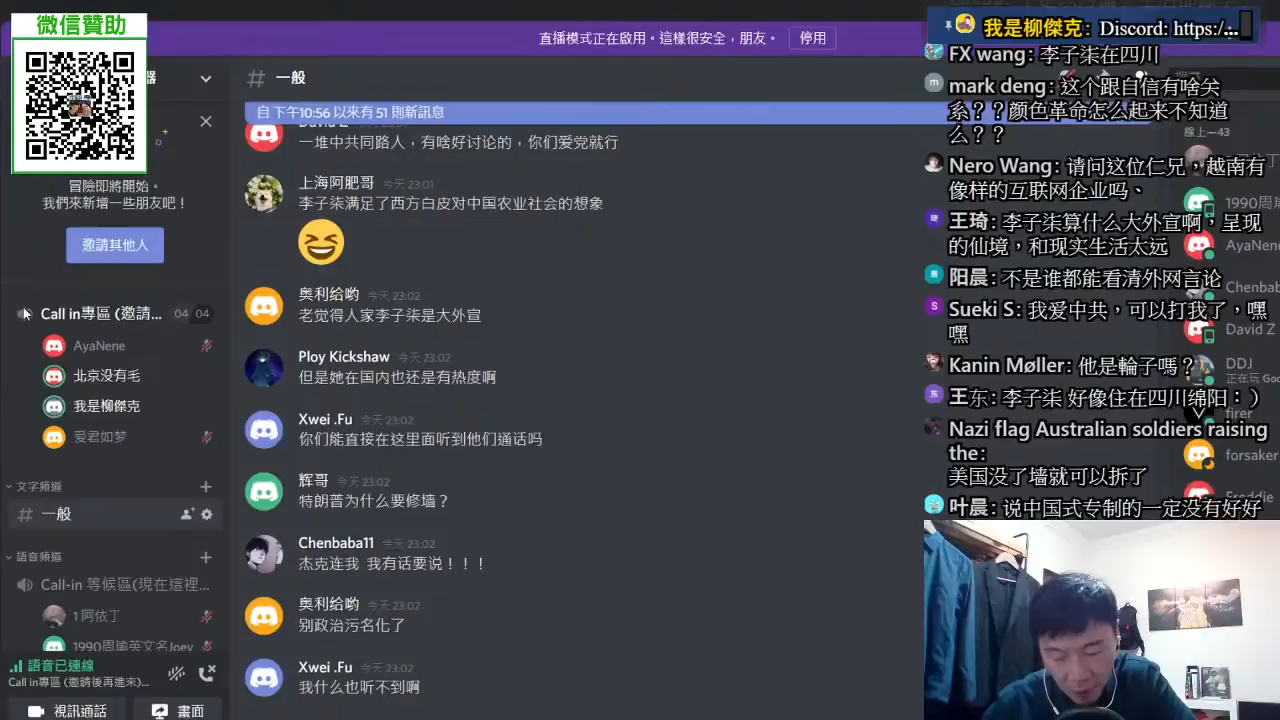 微信贊助
直播模式正在啟用。這樣很安全，朋友。
停用
器
# 一般
自 下午10:56 以來有 51 則新訊息
冒險即將開始。
我們來新增一些朋友吧！
邀請其他人
Call in專區 (邀請...
04 04
AyaNene
北京没有毛
我是柳傑克
爱君如梦
文字頻道
# 一般
語音頻道
Call-in 等候區(現在這裡...
1 阿依丁
1990周瑜英文名Joey
語音已連線
Call in專區 (邀請後再進來)...
視訊通話
畫面
David Z
一堆中共同路人，有啥好讨论的，你们爱党就行
上海阿肥哥 今天 23:01
李子柒满足了西方白皮对中国农业社会的想象
奥利给哟 今天 23:02
老觉得人家李子柒是大外宣
Ploy Kickshaw 今天 23:02
但是她在国内也还是有热度啊
Xwei .Fu 今天 23:02
你们能直接在这里面听到他们通话吗
辉哥 今天 23:02
特朗普为什么要修墙？
Chenbaba11 今天 23:02
杰克连我 我有话要说！！！
奥利给哟 今天 23:02
别政治污名化了
Xwei .Fu 今天 23:02
我什么也听不到啊
我是柳傑克: Discord: https:/...
FX wang: 李子柒在四川
mark deng: 这个跟自信有啥关
系？？颜色革命怎么起来不知道
么？？
Nero Wang: 请问这位仁兄，越南有
像样的互联网企业吗、
王琦: 李子柒算什么大外宣啊，呈现
的仙境，和现实生活太远
阳晨: 不是谁都能看清外网言论
Sueki S: 我爱中共，可以打我了，嘿
嘿
Kanin Møller: 他是輪子嗎？
王东: 李子柒 好像住在四川绵阳：）
Nazi flag Australian soldiers raising
the:
美国没了墙就可以拆了
叶晨: 说中国式专制的一定没有好好
線上—43
1990周
AyaNene
Chenbab
David Z
DDJ
正在玩 God
firer
forsaker
Freddie